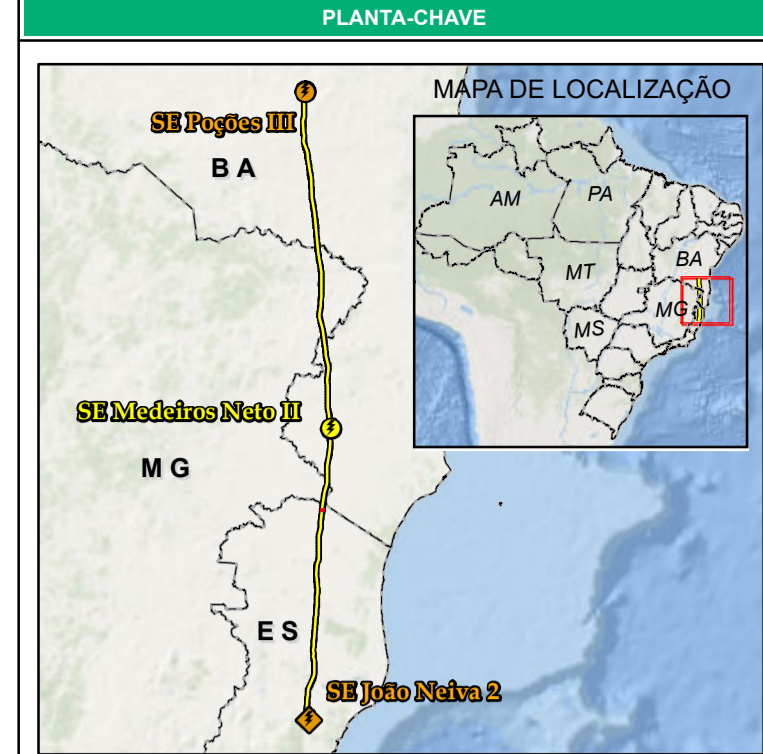 PLANTA-CHAVE
MAPA DE LOCALIZAÇÃO
SE Poções III
B A
AM
PA
BA
MT
MG
MS
SE Medeiros Neto II
M G
E S
SE João Neiva 2